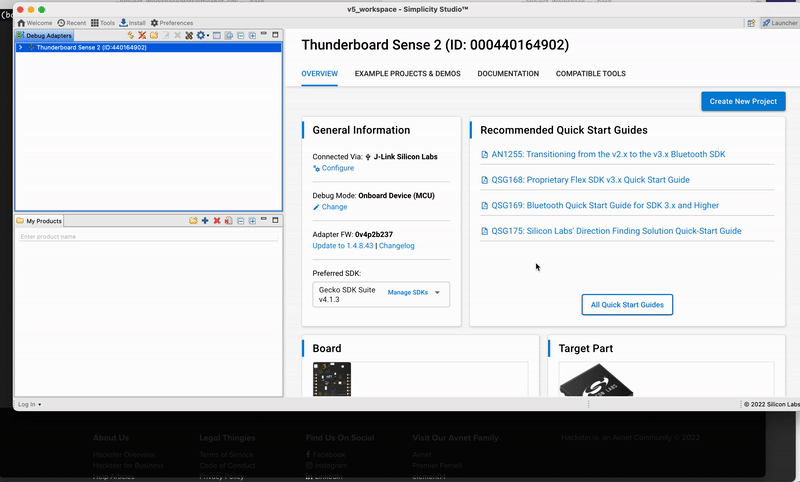 v5_workspace - Simplicity Studio™
Welcome Recent Tools Install Preferences
Launcher
Debug Adapters
Thunderboard Sense 2 (ID:440164902)
My Products
Enter product name
Thunderboard Sense 2 (ID: 000440164902)
OVERVIEW EXAMPLE PROJECTS & DEMOS DOCUMENTATION COMPATIBLE TOOLS
Create New Project
General Information
Connected Via: J-Link Silicon Labs
Configure
Debug Mode: Onboard Device (MCU)
Change
Adapter FW: 0v4p2b237
Update to 1.4.8.43 | Changelog
Preferred SDK:
Gecko SDK Suite
v4.1.3
Manage SDKs
Recommended Quick Start Guides
AN1255: Transitioning from the v2.x to the v3.x Bluetooth SDK
QSG168: Proprietary Flex SDK v3.x Quick Start Guide
QSG169: Bluetooth Quick Start Guide for SDK 3.x and Higher
QSG175: Silicon Labs' Direction Finding Solution Quick-Start Guide
All Quick Start Guides
Board
Target Part
Log In
© 2022 Silicon Labs
About Us Legal Thingies Find Us On Social Visit Our Avnet Family
Hackster is an Avnet Community © 2022
Hackster Overview Terms of Service Facebook Avnet
Hackster for Business Code of Conduct Instagram Premier Farnell
Help Articles Privacy Policy LinkedIn element14